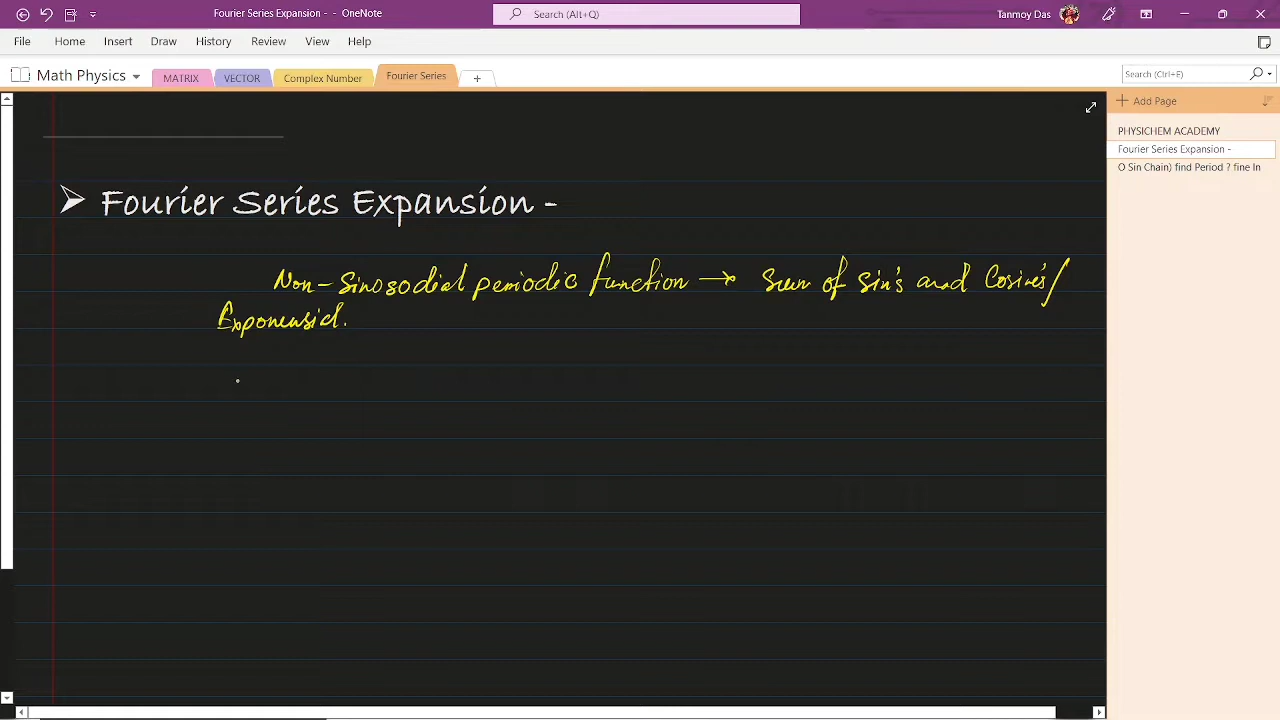 Fourier Series Expansion - - OneNote
Search (Alt+Q)
Tanmoy Das
File Home Insert Draw History Review View Help
Math Physics
MATRIX VECTOR Complex Number Fourier Series +
Search (Ctrl+E)
Add Page
PHYSICHEM ACADEMY
Fourier Series Expansion -
O Sin Chain) find Period ? fine In
➢ Fourier Series Expansion -
Non-Sinosodial periodic function → Sum of Sin's and Cosines/
Exponensial.